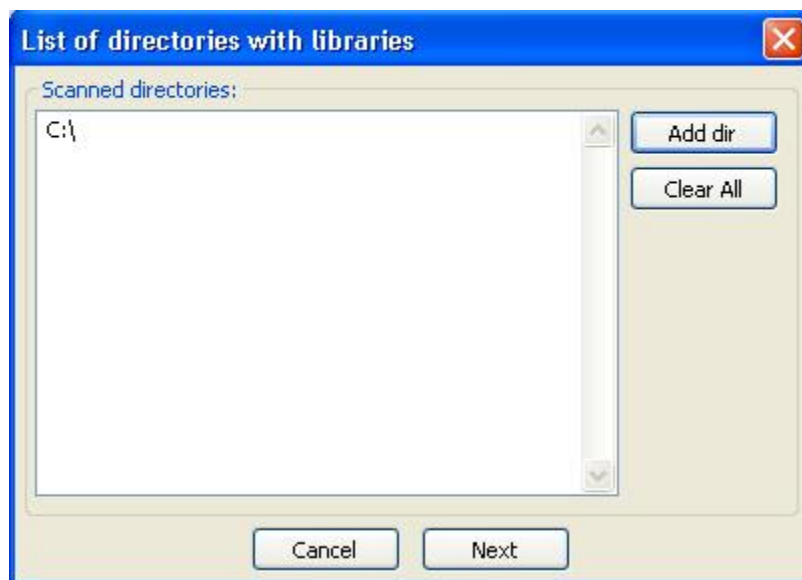 List of directories with libraries
Scanned directories:
C:\
Add dir
Clear All
Cancel
Next